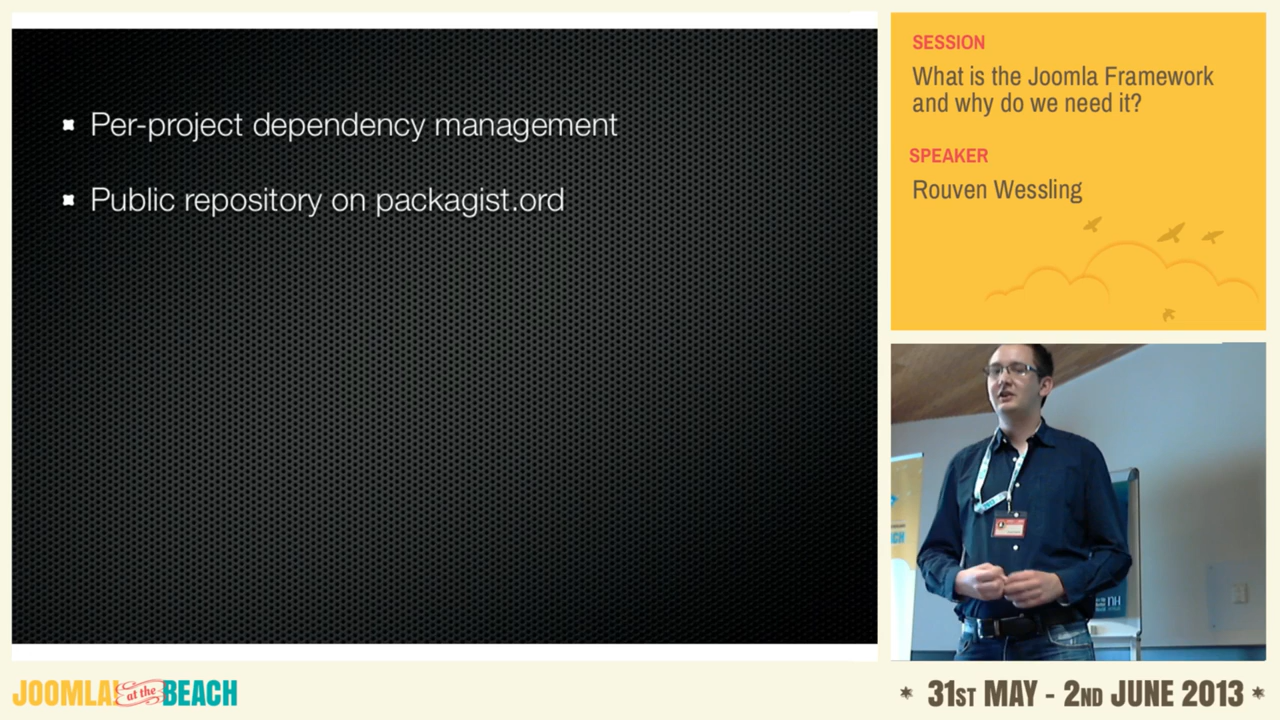 Per-project dependency management
Public repository on packagist.ord
SESSION
What is the Joomla Framework
and why do we need it?
SPEAKER
Rouven Wessling
JOOMLA! at the BEACH
* 31ST MAY - 2ND JUNE 2013 *